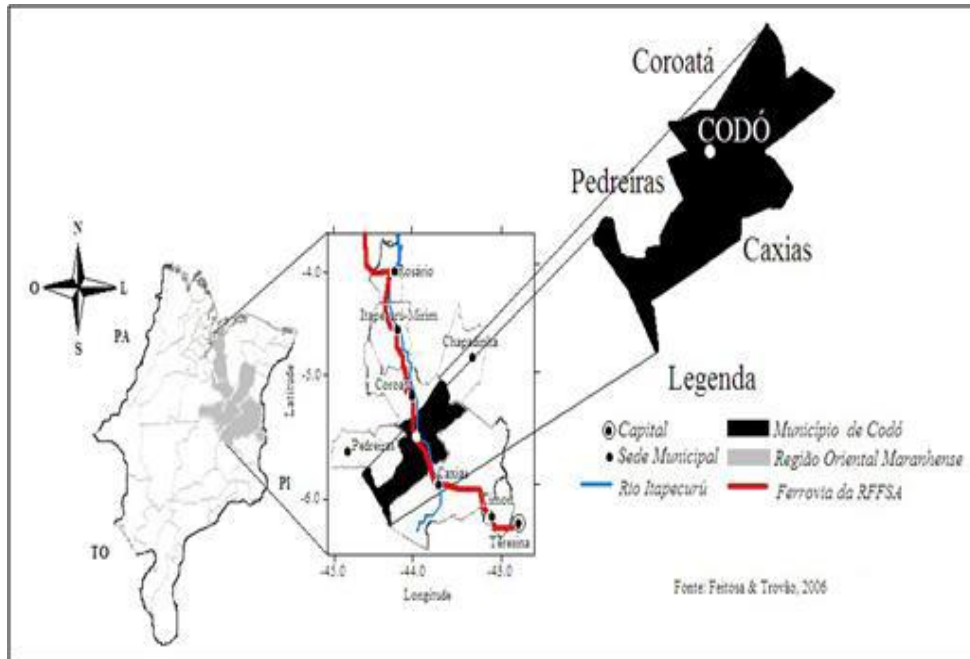 Coroatá
CODÓ
Pedreiras
Caxias
N
O
L
S
PA
PI
TO
Latitude
-4.0
-5.0
-6.0
Rosário
Itapecuru-Mirim
Chapadinha
Coroatá
Pedreiras
Caxias
Timon
Teresina
-45.0
-44.0
-43.0
Longitude
Legenda
Capital
Município de Codó
Sede Municipal
Região Oriental Maranhense
Rio Itapecurú
Ferrovia da RFFSA
Fonte: Feitosa & Trovão, 2006